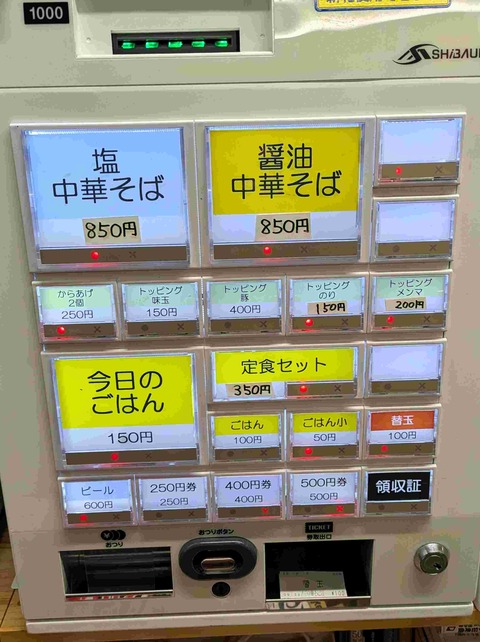 1000
SHIBAU
塩
中華そば
850円
醤油
中華そば
850円
からあげ
2個
250円
トッピング
味玉
150円
トッピング
豚
400円
トッピング
のり
150円
トッピング
メンマ
200円
今日の
ごはん
150円
定食セット
350円
ごはん
100円
ごはん小
50円
替玉
100円
ビール
600円
250円券
250円
400円券
400円
500円券
500円
領収証
おつり
おつりボタン
TICKET
券取出口
替玉